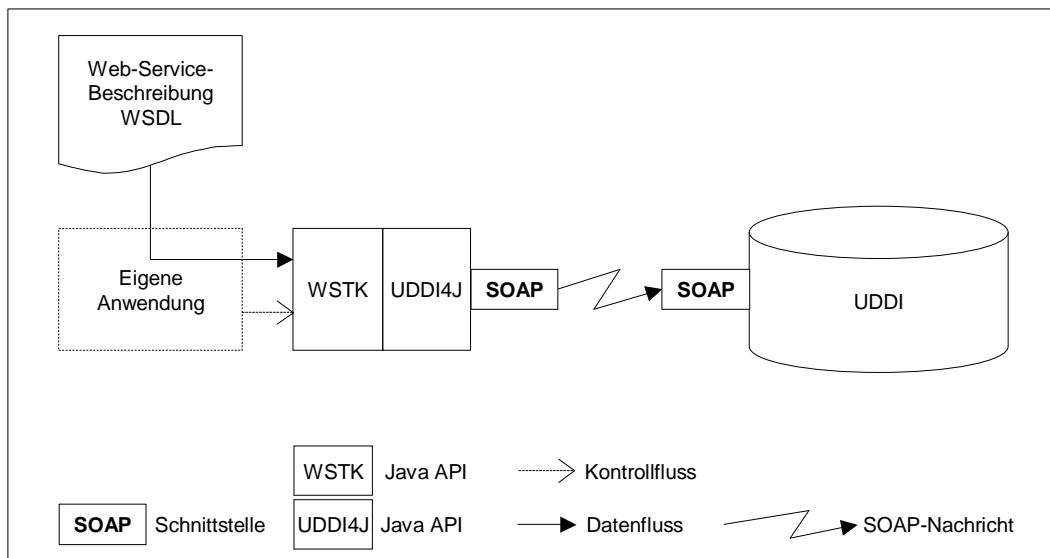 Web-Service-
Beschreibung
WSDL
Eigene
Anwendung
WSTK
UDDI4J
SOAP
SOAP
UDDI
WSTK
Java API
Kontrollfluss
SOAP
Schnittstelle
UDDI4J
Java API
Datenfluss
SOAP-Nachricht